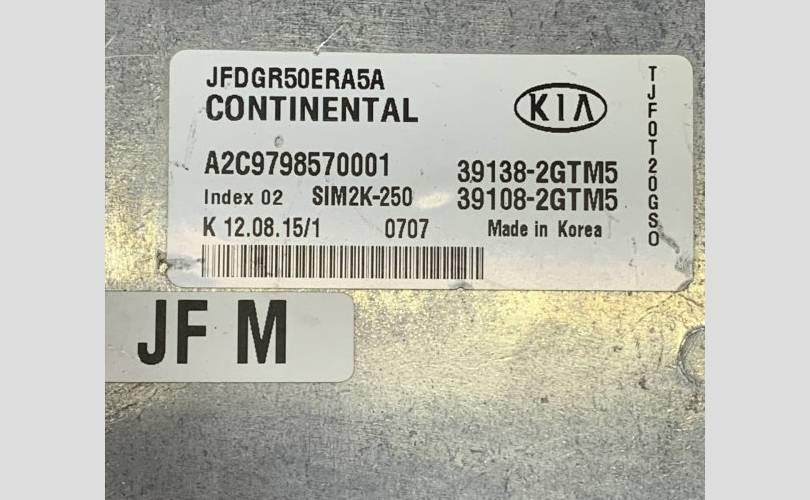 JFDGR50ERA5A
CONTINENTAL
KIA
A2C9798570001
39138-2GTM5
Index 02 SIM2K-250
39108-2GTM5
K 12.08.15/1 0707 Made in Korea
TJF0T20GS0
JF M